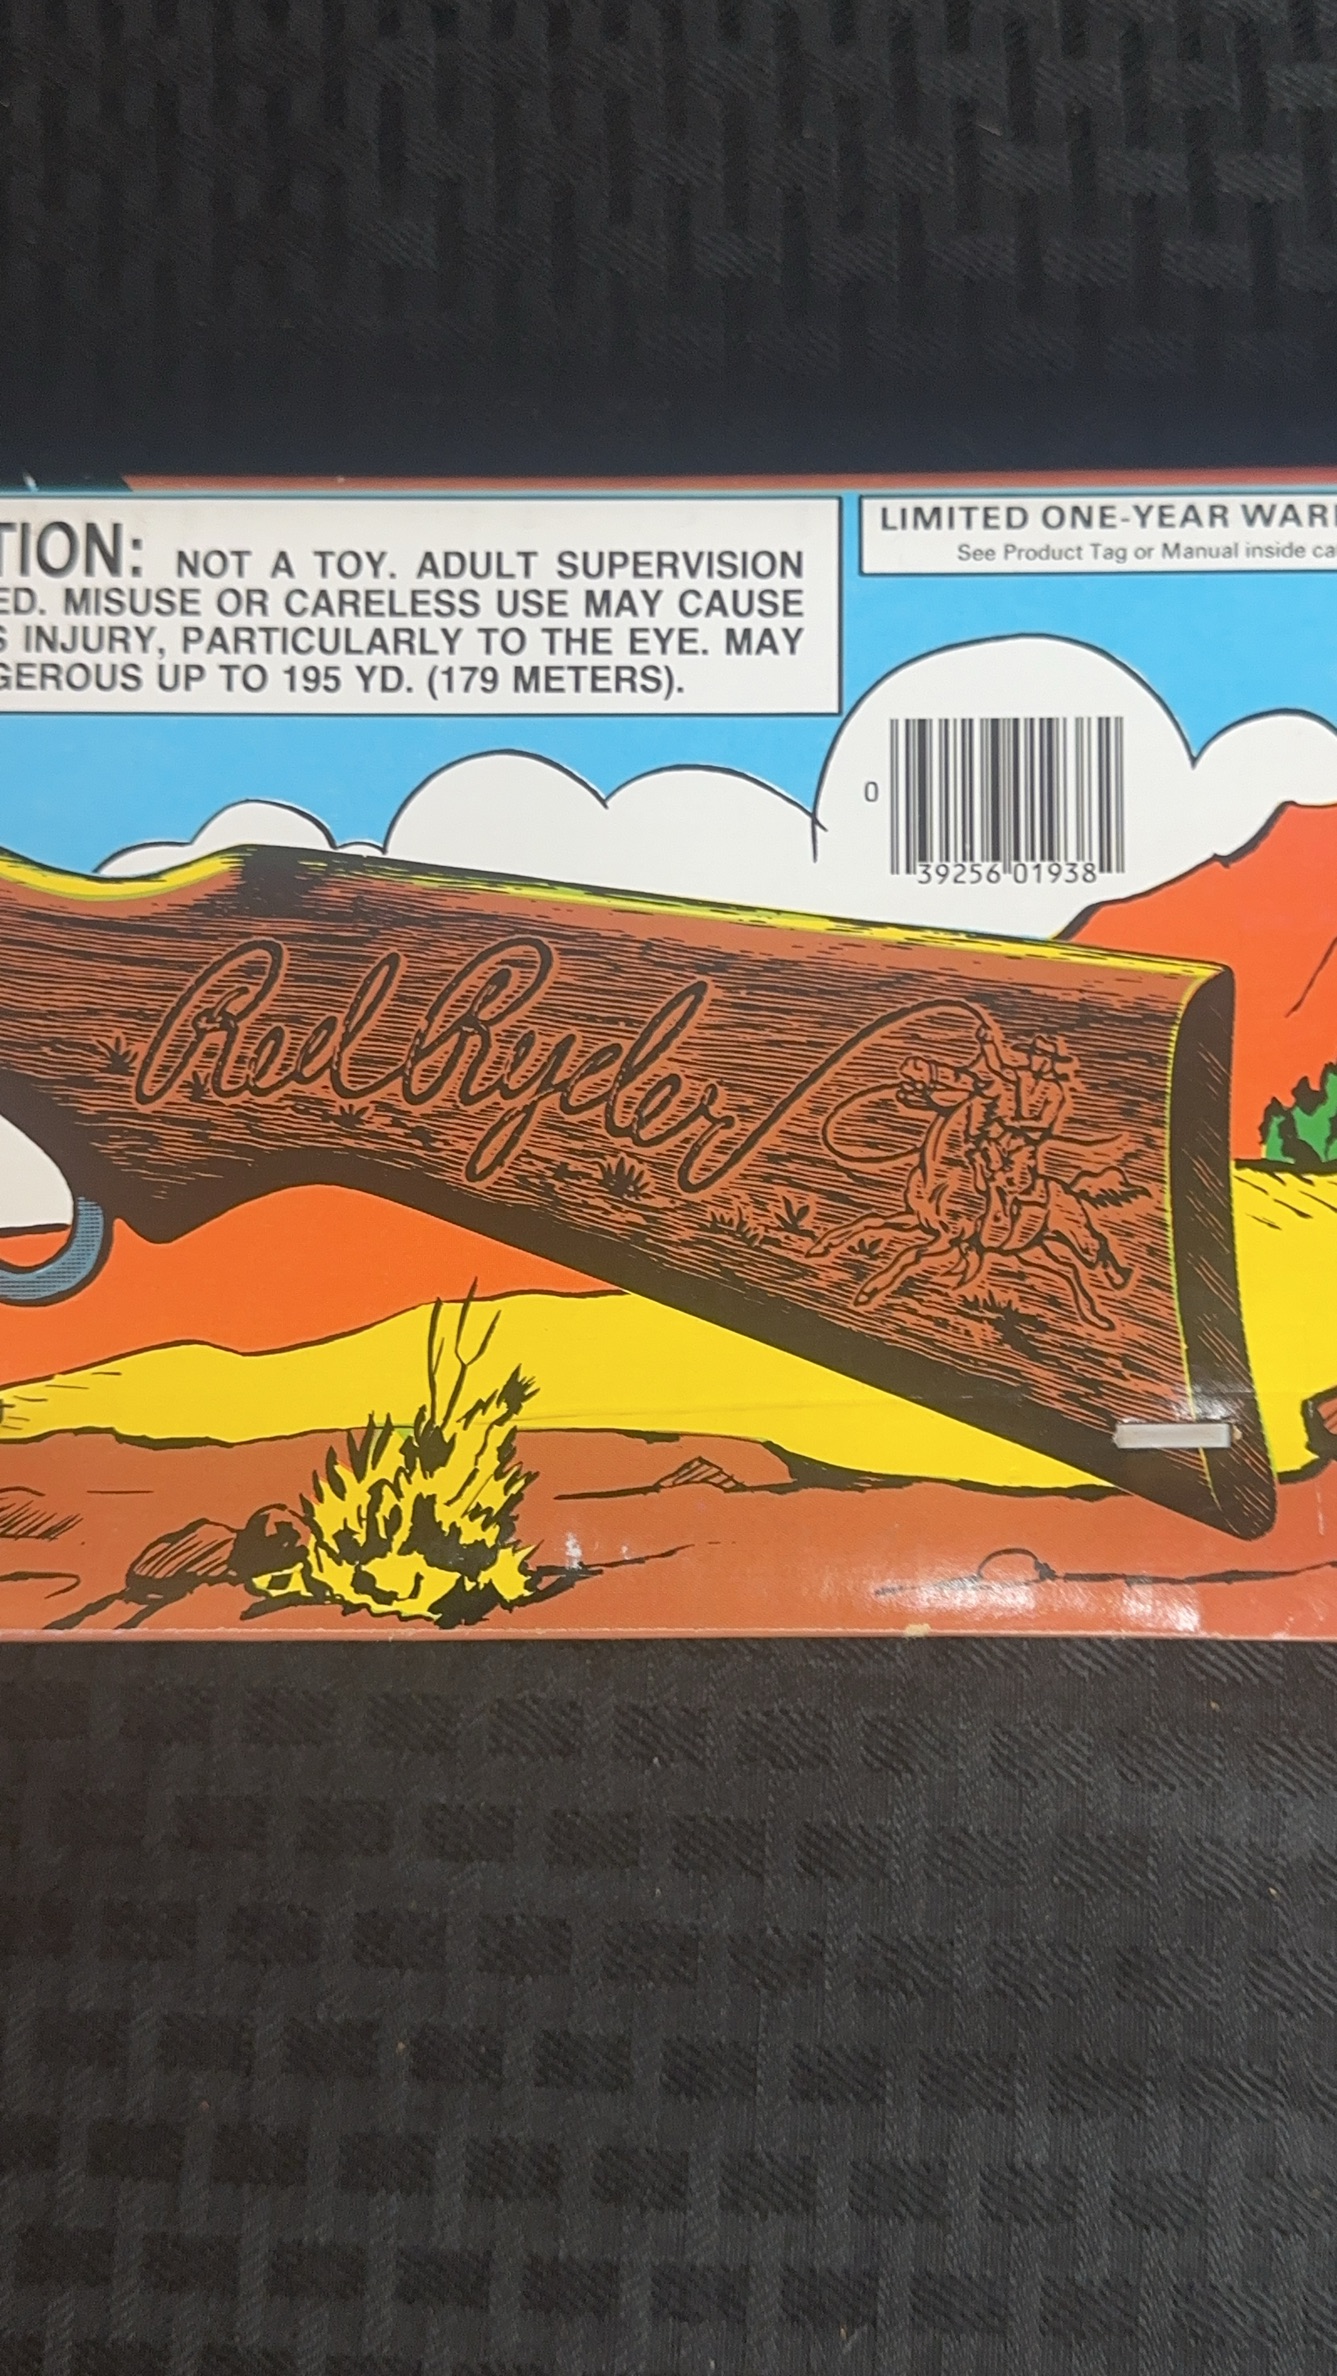 TION: NOT A TOY. ADULT SUPERVISION
ED. MISUSE OR CARELESS USE MAY CAUSE
S INJURY, PARTICULARLY TO THE EYE. MAY
GEROUS UP TO 195 YD. (179 METERS).
LIMITED ONE-YEAR WARR
See Product Tag or Manual inside ca
0
39256 01938
Red Ryder